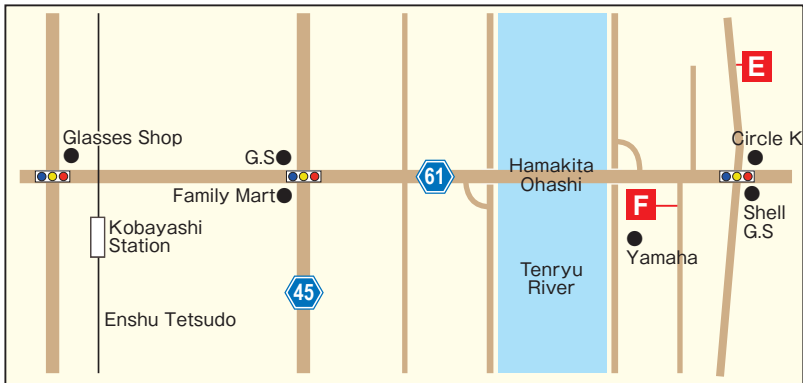 E
Glasses Shop
G.S
Circle K
Family Mart
61
Hamakita
Ohashi
F
Shell
G.S
Kobayashi
Station
Yamaha
Tenryu
River
45
Enshu Tetsudo